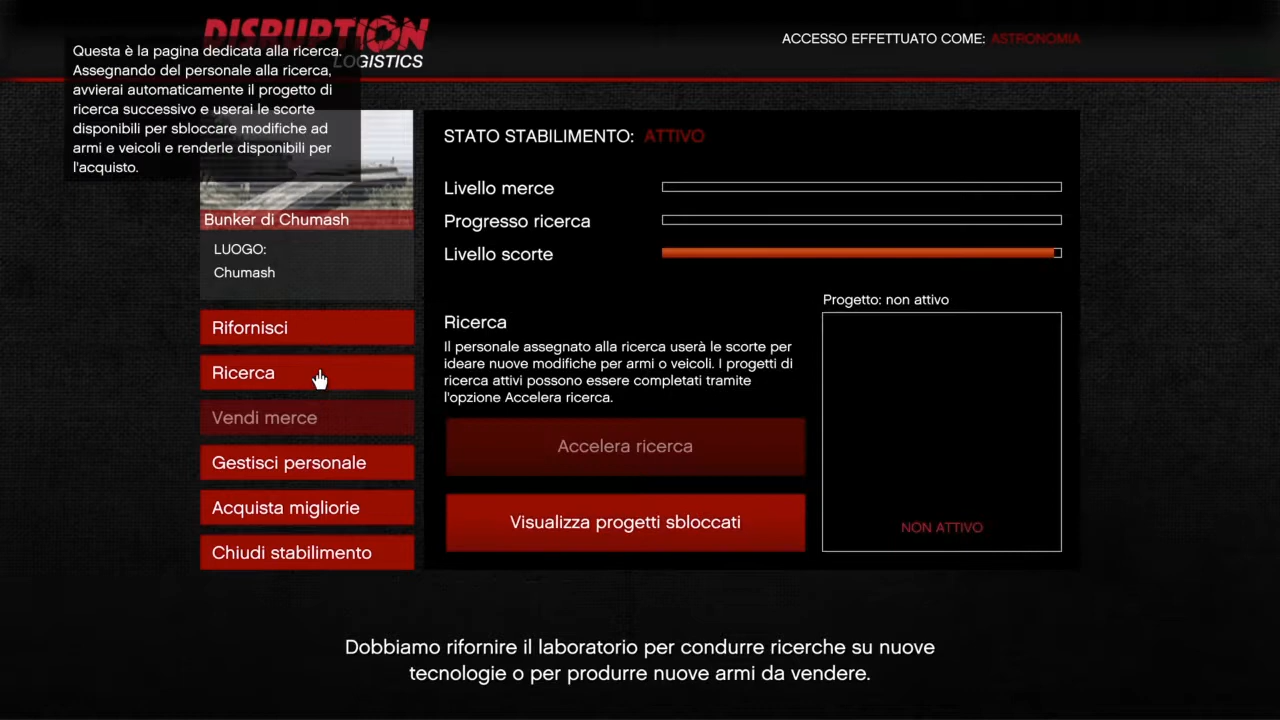 DISRUPTION
LOGISTICS
ACCESSO EFFETTUATO COME: ASTRONOMIA
Questa è la pagina dedicata alla ricerca.
Assegnando del personale alla ricerca,
avvierai automaticamente il progetto di
ricerca successivo e userai le scorte
disponibili per sbloccare modifiche ad
armi e veicoli e renderle disponibili per
l'acquisto.
Bunker di Chumash
LUOGO:
Chumash
Rifornisci
Ricerca
Vendi merce
Gestisci personale
Acquista migliorie
Chiudi stabilimento
STATO STABILIMENTO: ATTIVO
Livello merce
Progresso ricerca
Livello scorte
Ricerca
Il personale assegnato alla ricerca userà le scorte per
ideare nuove modifiche per armi o veicoli. I progetti di
ricerca attivi possono essere completati tramite
l'opzione Accelera ricerca.
Accelera ricerca
Visualizza progetti sbloccati
Progetto: non attivo
NON ATTIVO
Dobbiamo rifornire il laboratorio per condurre ricerche su nuove
tecnologie o per produrre nuove armi da vendere.